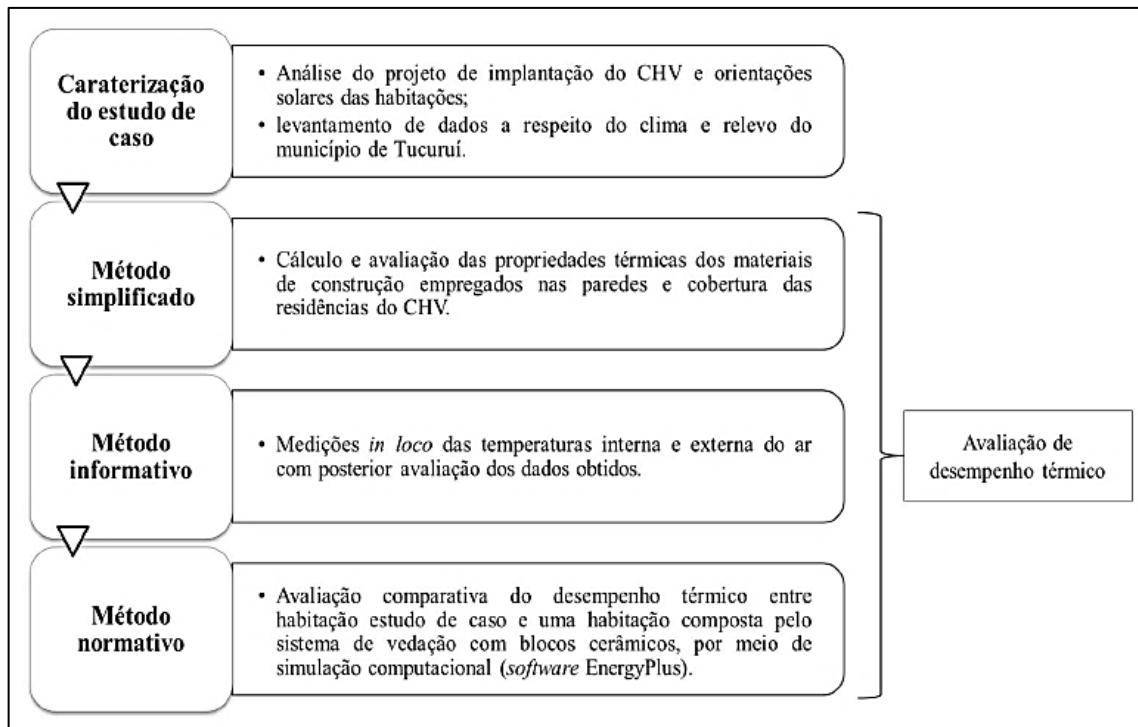 Caraterização
do estudo de
caso
• Análise do projeto de implantação do CHV e orientações
solares das habitações;
• levantamento de dados a respeito do clima e relevo do
município de Tucuruí.
Método
simplificado
• Cálculo e avaliação das propriedades térmicas dos materiais
de construção empregados nas paredes e cobertura das
residências do CHV.
Método
informativo
• Medições in loco das temperaturas interna e externa do ar
com posterior avaliação dos dados obtidos.
Método
normativo
• Avaliação comparativa do desempenho térmico entre
habitação estudo de caso e uma habitação composta pelo
sistema de vedação com blocos cerâmicos, por meio de
simulação computacional (software EnergyPlus).
Avaliação de
desempenho térmico